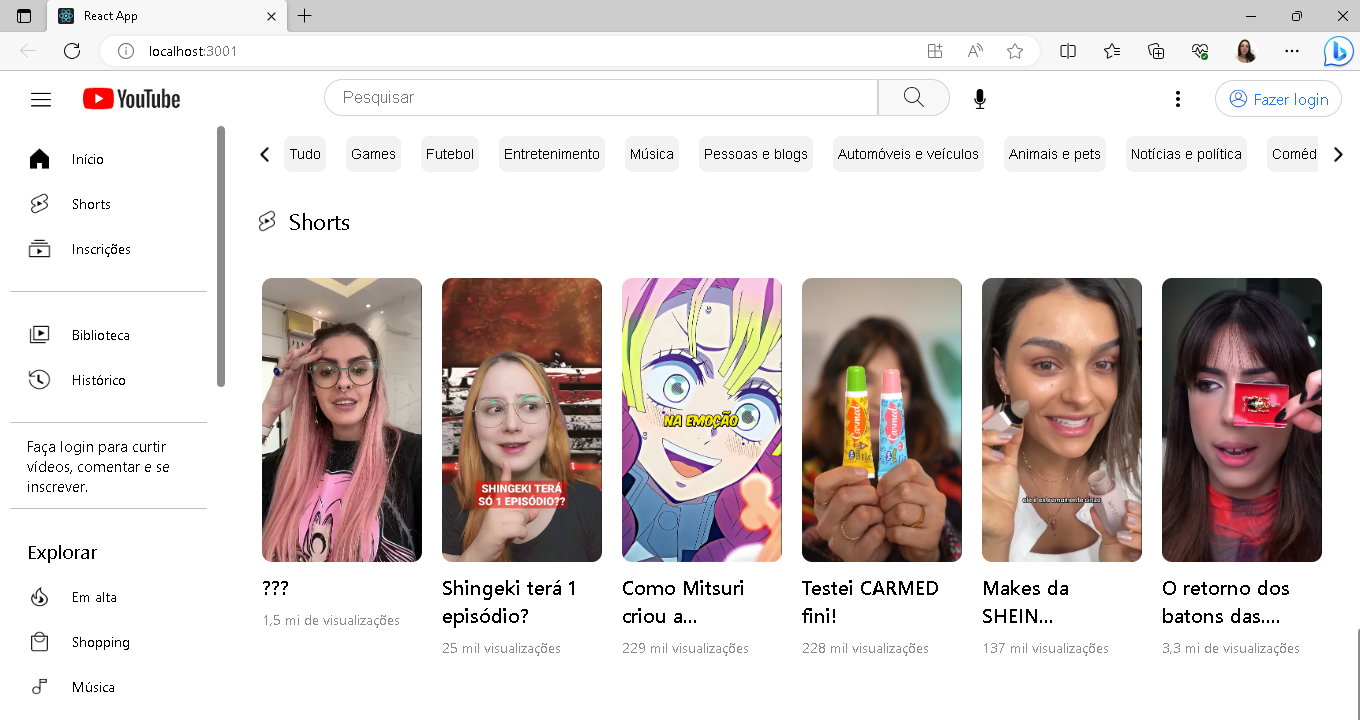 React App
localhost:3001
YouTube
Pesquisar
Fazer login
Início
Shorts
Inscrições
Biblioteca
Histórico
Faça login para curtir
vídeos, comentar e se
inscrever.
Explorar
Em alta
Shopping
Música
Tudo
Games
Futebol
Entretenimento
Música
Pessoas e blogs
Automóveis e veículos
Animais e pets
Notícias e política
Coméd
Shorts
SHINGEKI TERÁ
SÓ 1 EPISÓDIO??
NA EMOÇÃO
Carmed
Carmed
ele é extremamente cinza
???
1,5 mi de visualizações
Shingeki terá 1
episódio?
25 mil visualizações
Como Mitsuri
criou a...
229 mil visualizações
Testei CARMED
fini!
228 mil visualizações
Makes da
SHEIN...
137 mil visualizações
O retorno dos
batons das....
3,3 mi de visualizações